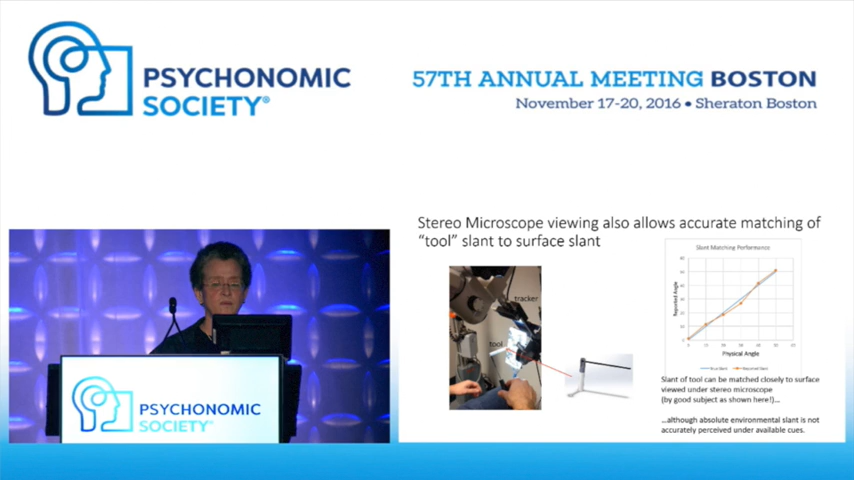 PSYCHONOMIC
SOCIETY®
57TH ANNUAL MEETING BOSTON
November 17-20, 2016 • Sheraton Boston
Stereo Microscope viewing also allows accurate matching of
“tool” slant to surface slant
tracker
tool
Slant Matching Performance
Reported Angle
Physical Angle
Slant of tool can be matched closely to surface
viewed under stereo microscope
(by good subject as shown here!)...
...although absolute environmental slant is not
accurately perceived under available cues.
PSYCHONOMIC
SOCIETY®